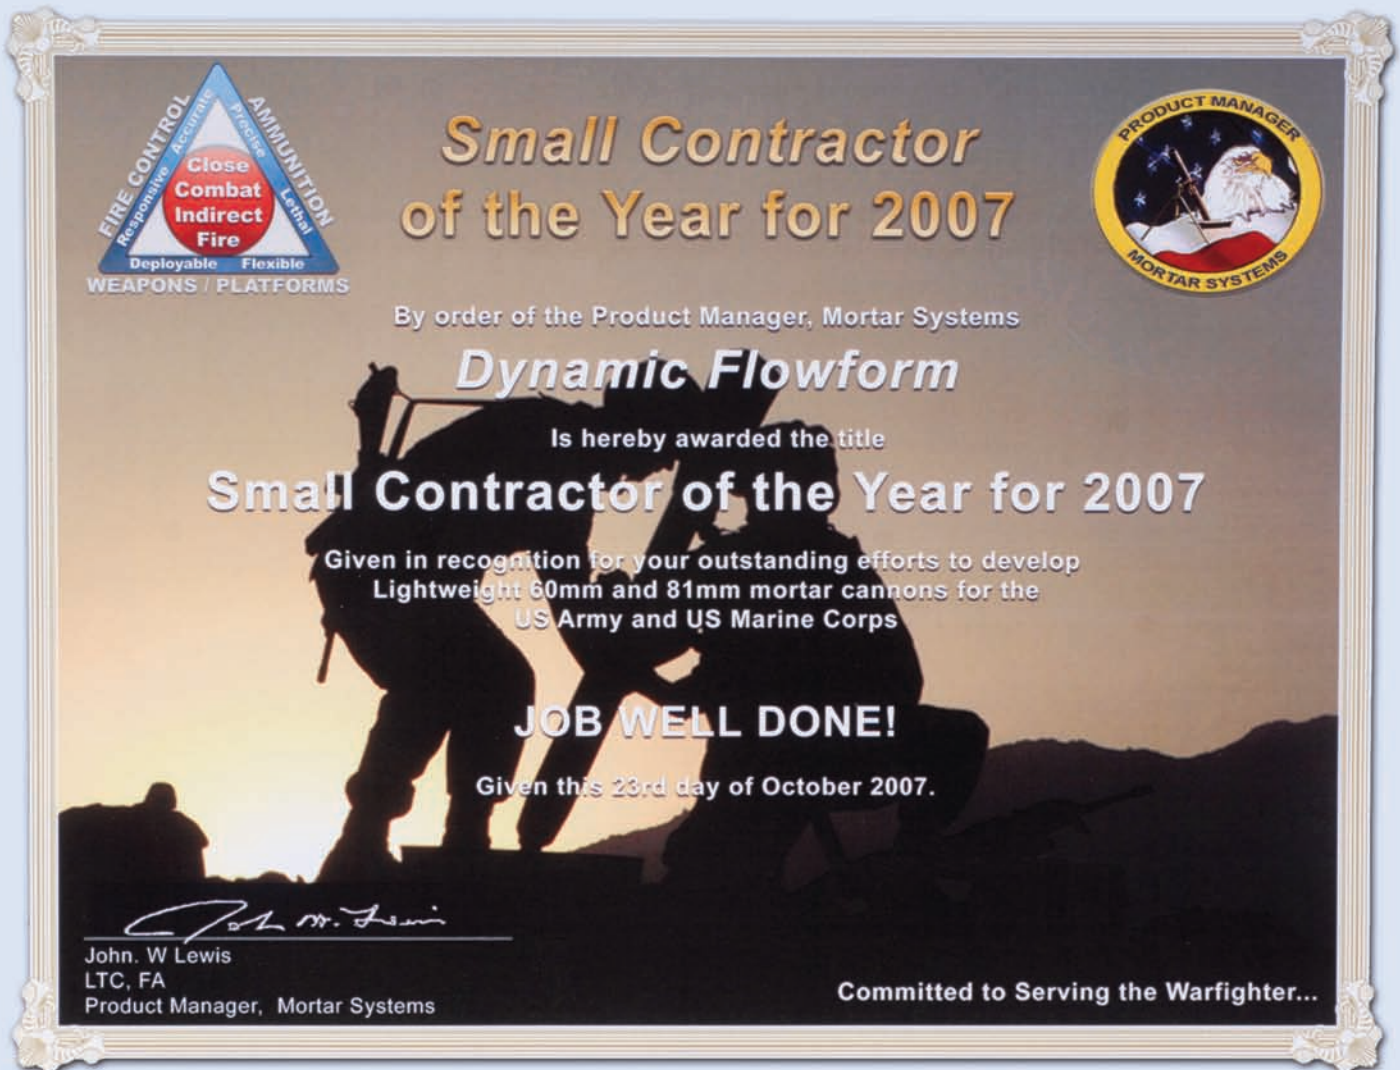 FIRE CONTROL
AMMUNITION
Responsive Accurate
Precise Lethal
Close
Combat
Indirect
Fire
Deployable Flexible
WEAPONS / PLATFORMS
Small Contractor
of the Year for 2007
PRODUCT MANAGER
MORTAR SYSTEMS
By order of the Product Manager, Mortar Systems
Dynamic Flowform
Is hereby awarded the title
Small Contractor of the Year for 2007
Given in recognition for your outstanding efforts to develop
Lightweight 60mm and 81mm mortar cannons for the
US Army and US Marine Corps
JOB WELL DONE!
Given this 23rd day of October 2007.
John W. Lewis
John. W Lewis
LTC, FA
Product Manager, Mortar Systems
Committed to Serving the Warfighter...